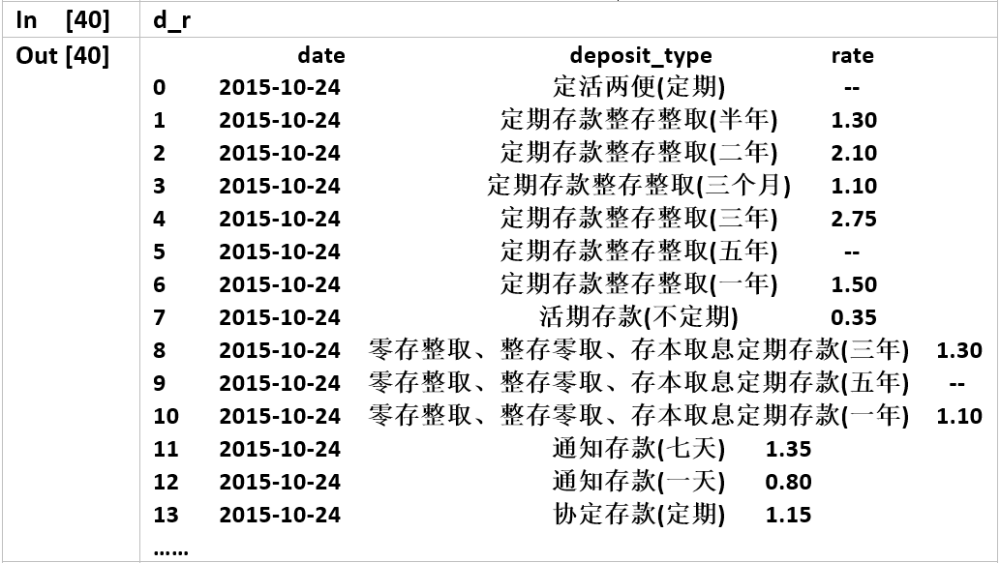 In [40] d_r
Out [40] date deposit_type rate
0 2015-10-24 定活两便(定期) --
1 2015-10-24 定期存款整存整取(半年) 1.30
2 2015-10-24 定期存款整存整取(二年) 2.10
3 2015-10-24 定期存款整存整取(三个月) 1.10
4 2015-10-24 定期存款整存整取(三年) 2.75
5 2015-10-24 定期存款整存整取(五年) --
6 2015-10-24 定期存款整存整取(一年) 1.50
7 2015-10-24 活期存款(不定期) 0.35
8 2015-10-24 零存整取、整存零取、存本取息定期存款(三年) 1.30
9 2015-10-24 零存整取、整存零取、存本取息定期存款(五年) --
10 2015-10-24 零存整取、整存零取、存本取息定期存款(一年) 1.10
11 2015-10-24 通知存款(七天) 1.35
12 2015-10-24 通知存款(一天) 0.80
13 2015-10-24 协定存款(定期) 1.15
……